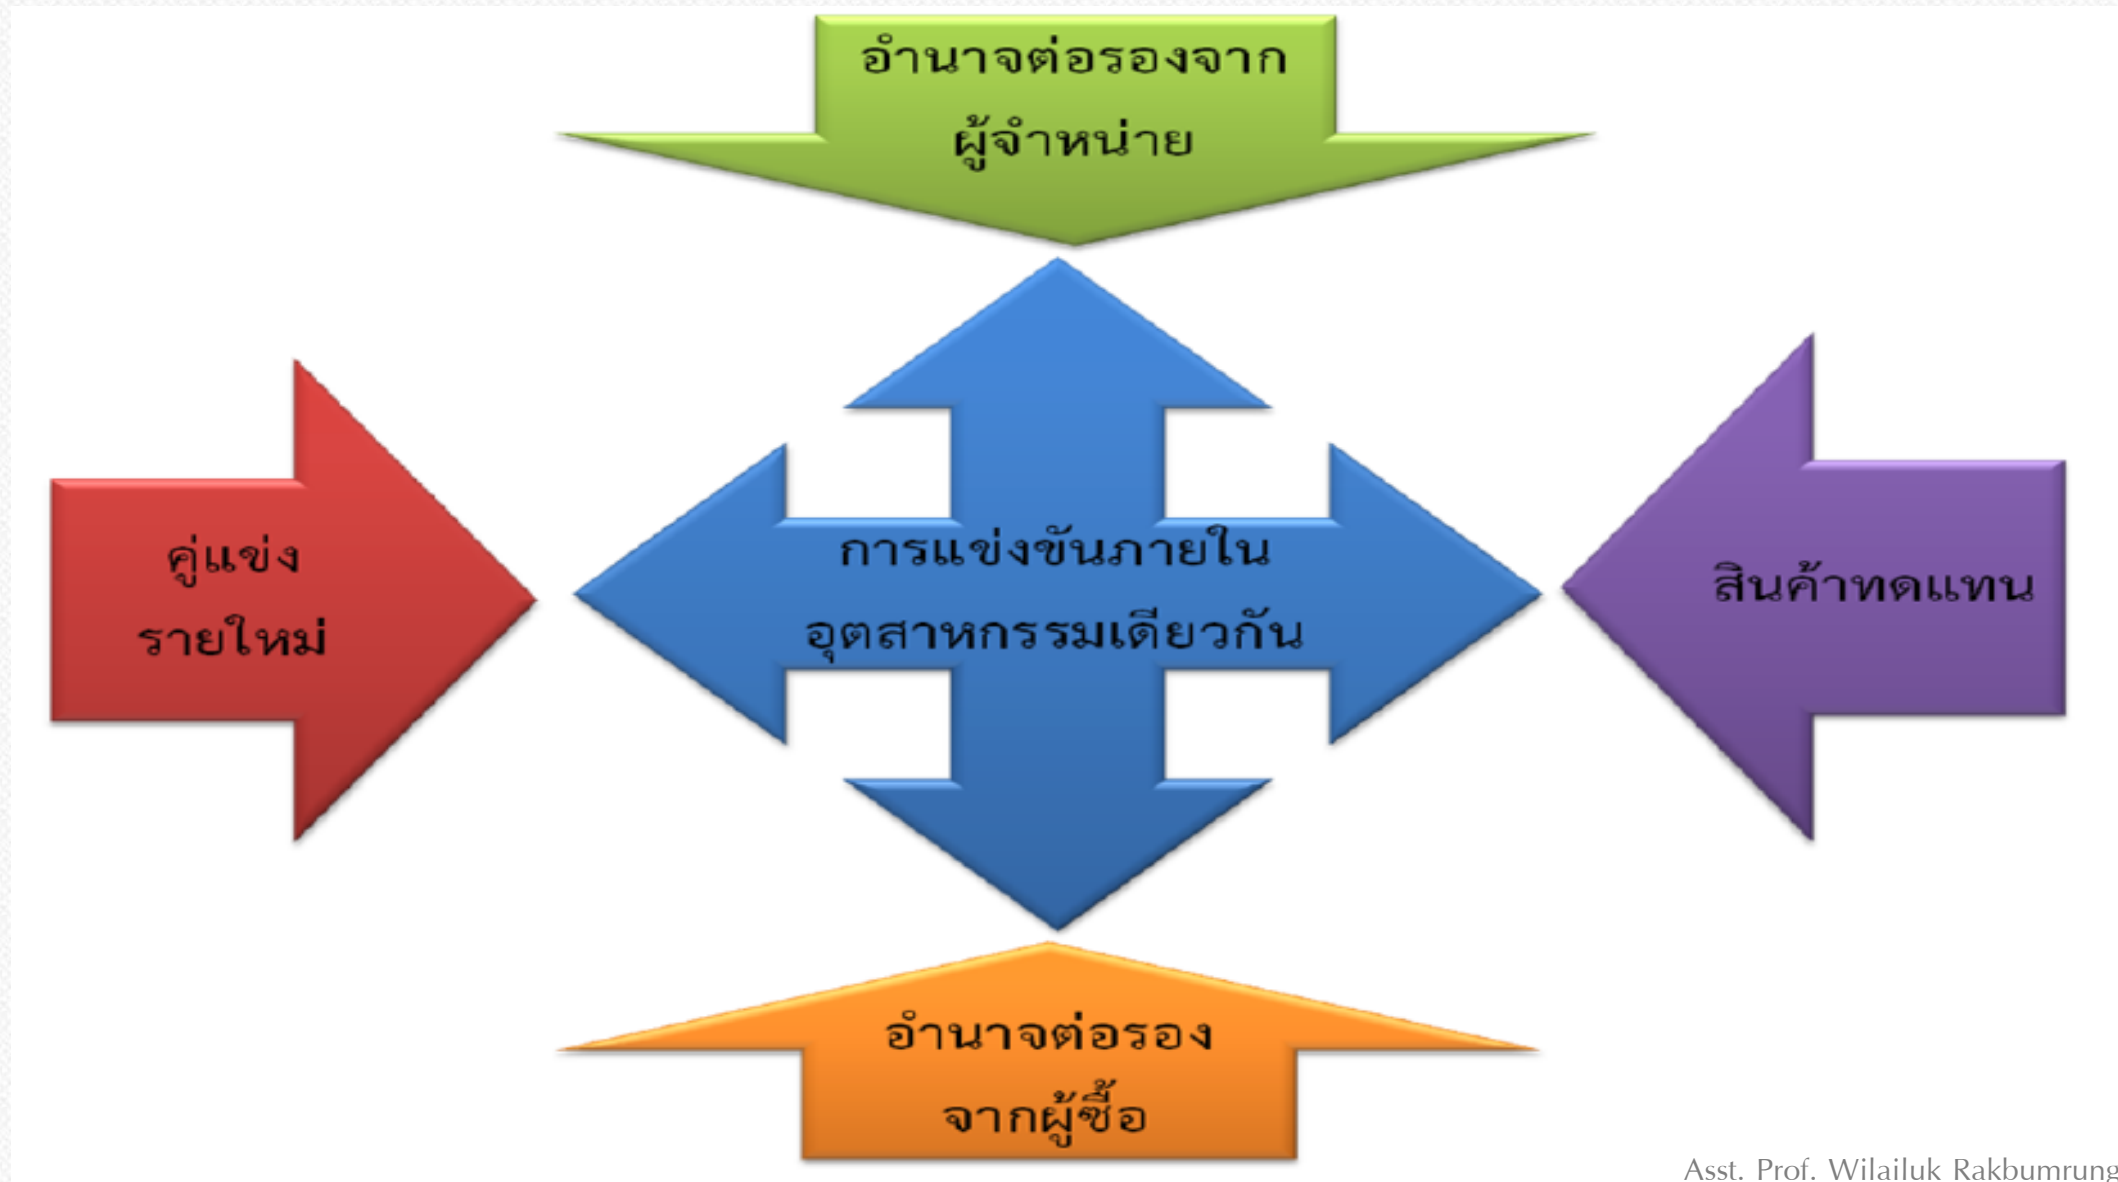 อำนาจต่อรองจาก
ผู้จำหน่าย
คู่แข่ง
รายใหม่
การแข่งขันภายใน
อุตสาหกรรมเดียวกัน
สินค้าทดแทน
อำนาจต่อรอง
จากผู้ซื้อ
Asst. Prof. Wilailuk Rakbumrung